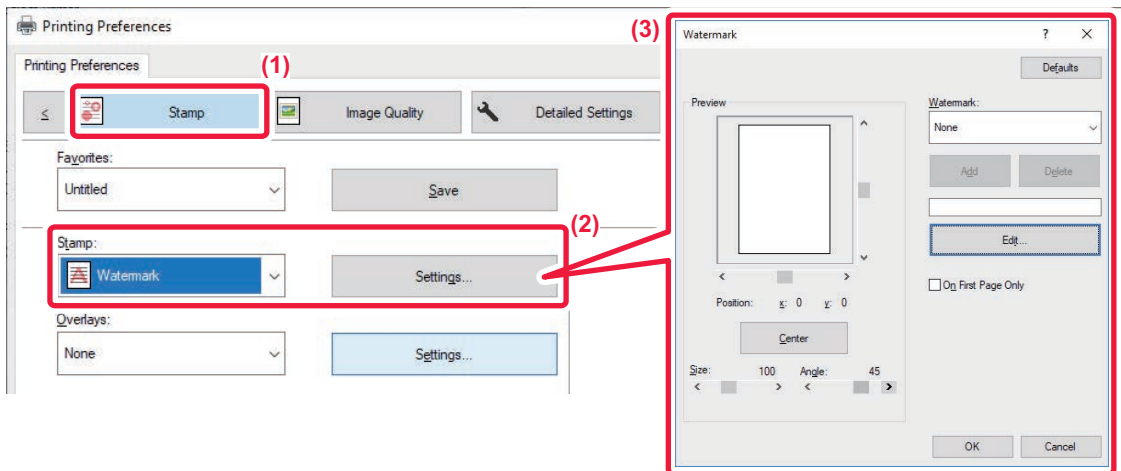 Printing Preferences
Printing Preferences
(1)
≤
Stamp
Image Quality
Detailed Settings
Favorites:
Untitled
Save
(2)
Stamp:
Watermark
Settings...
Overlays:
None
Settings...
(3)
Watermark
?
Defaults
Preview
Watermark:
None
Add
Delete
Edit...
On First Page Only
Position: x: 0 y: 0
Center
Size: 100 Angle: 45
OK
Cancel